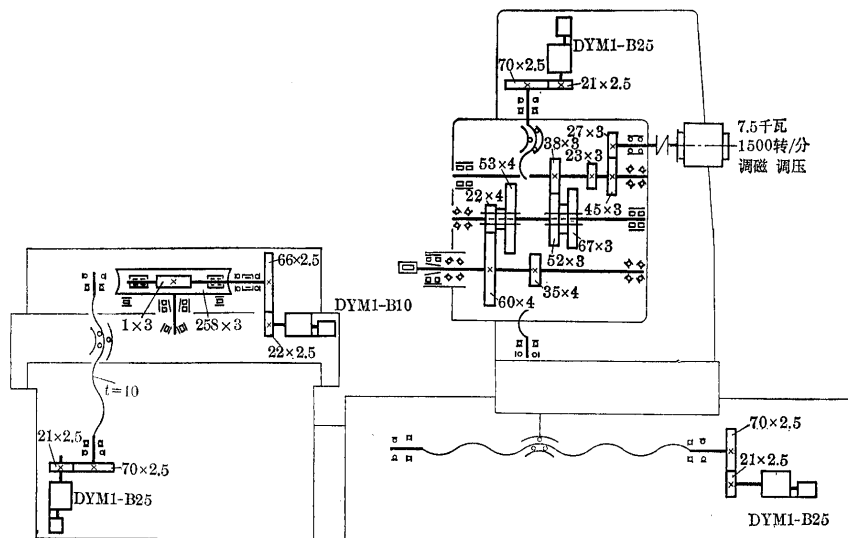 DYM1-B25
70×2.5
21×2.5
27×3
38×3
23×3
53×4
22×4
7.5千瓦
1500转/分
调磁 调压
45×3
67×3
52×3
35×4
60×4
66×2.5
DYM1-B10
1×3
258×3
22×2.5
t=10
21×2.5
70×2.5
DYM1-B25
70×2.5
21×2.5
DYM1-B25